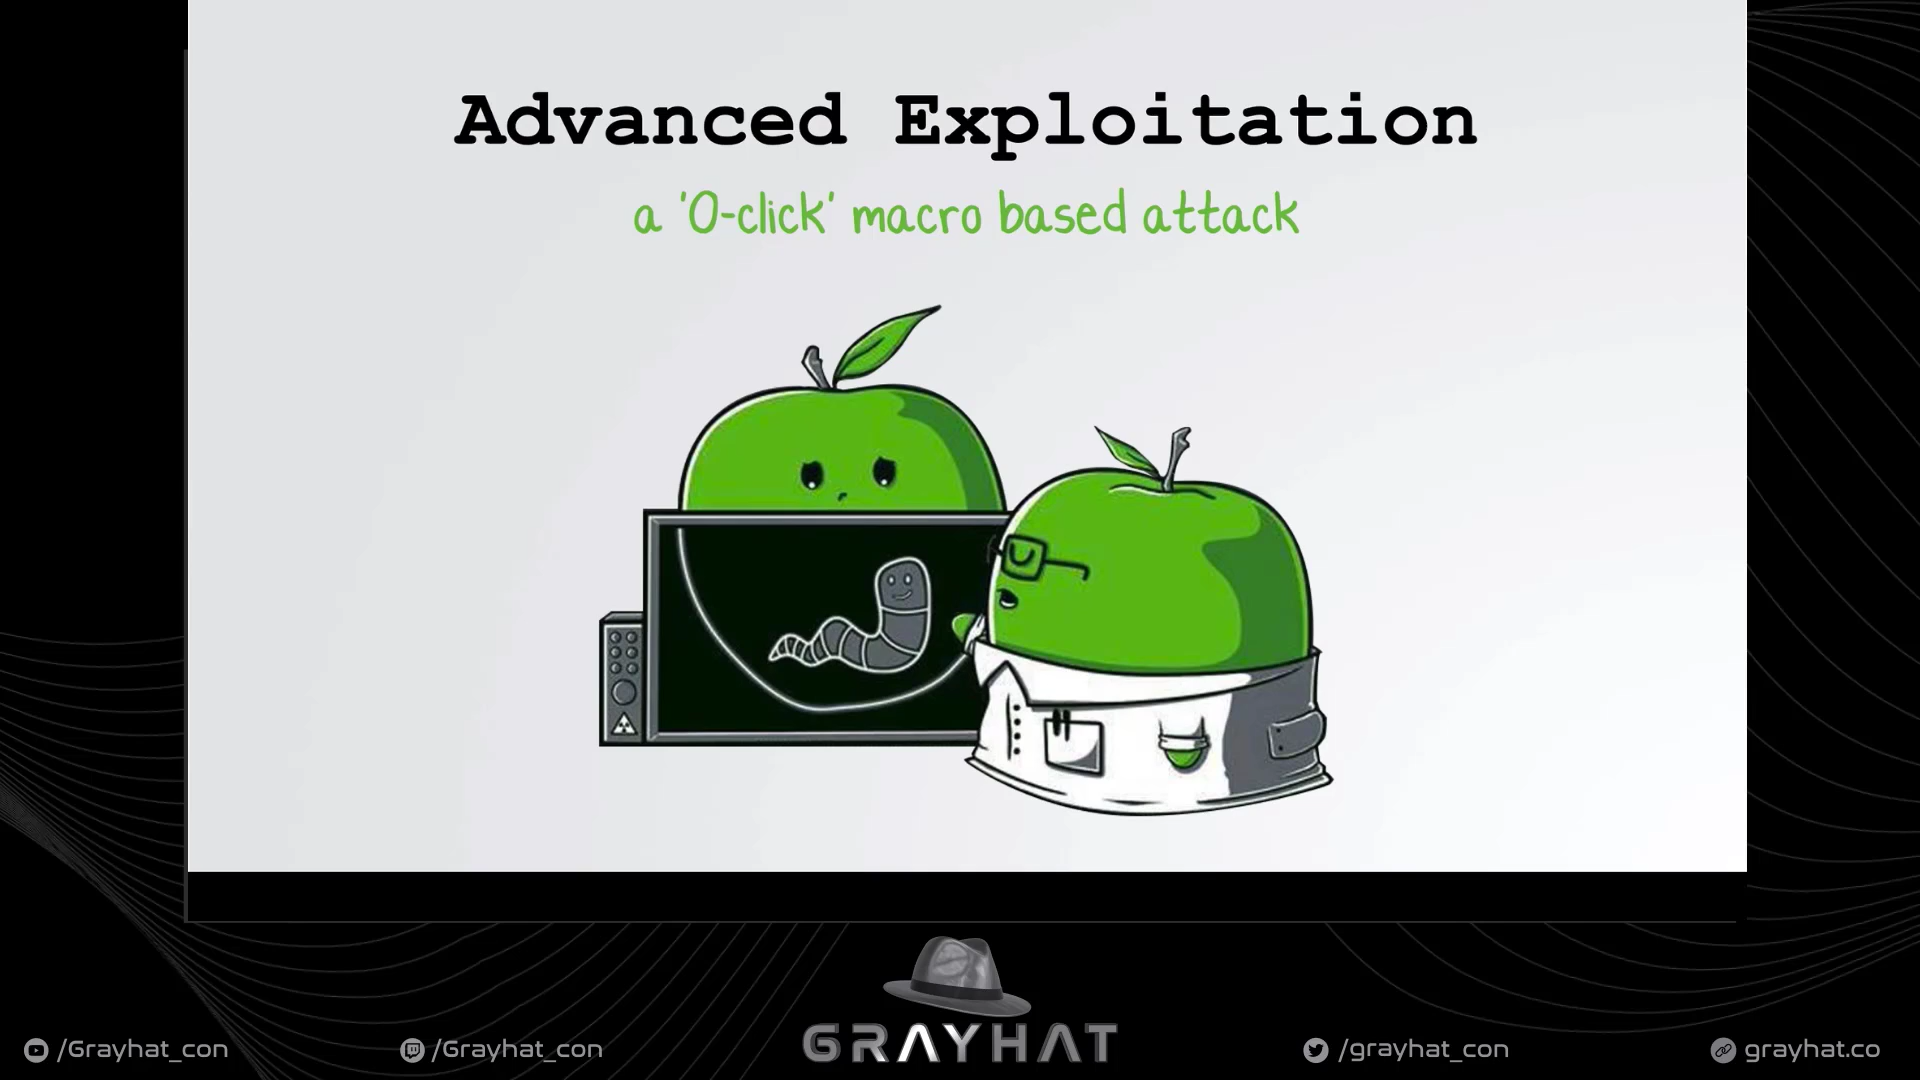 Advanced Exploitation
a '0-click' macro based attack
GRAYHAT
/Grayhat_con
/Grayhat_con
/grayhat_con
grayhat.co